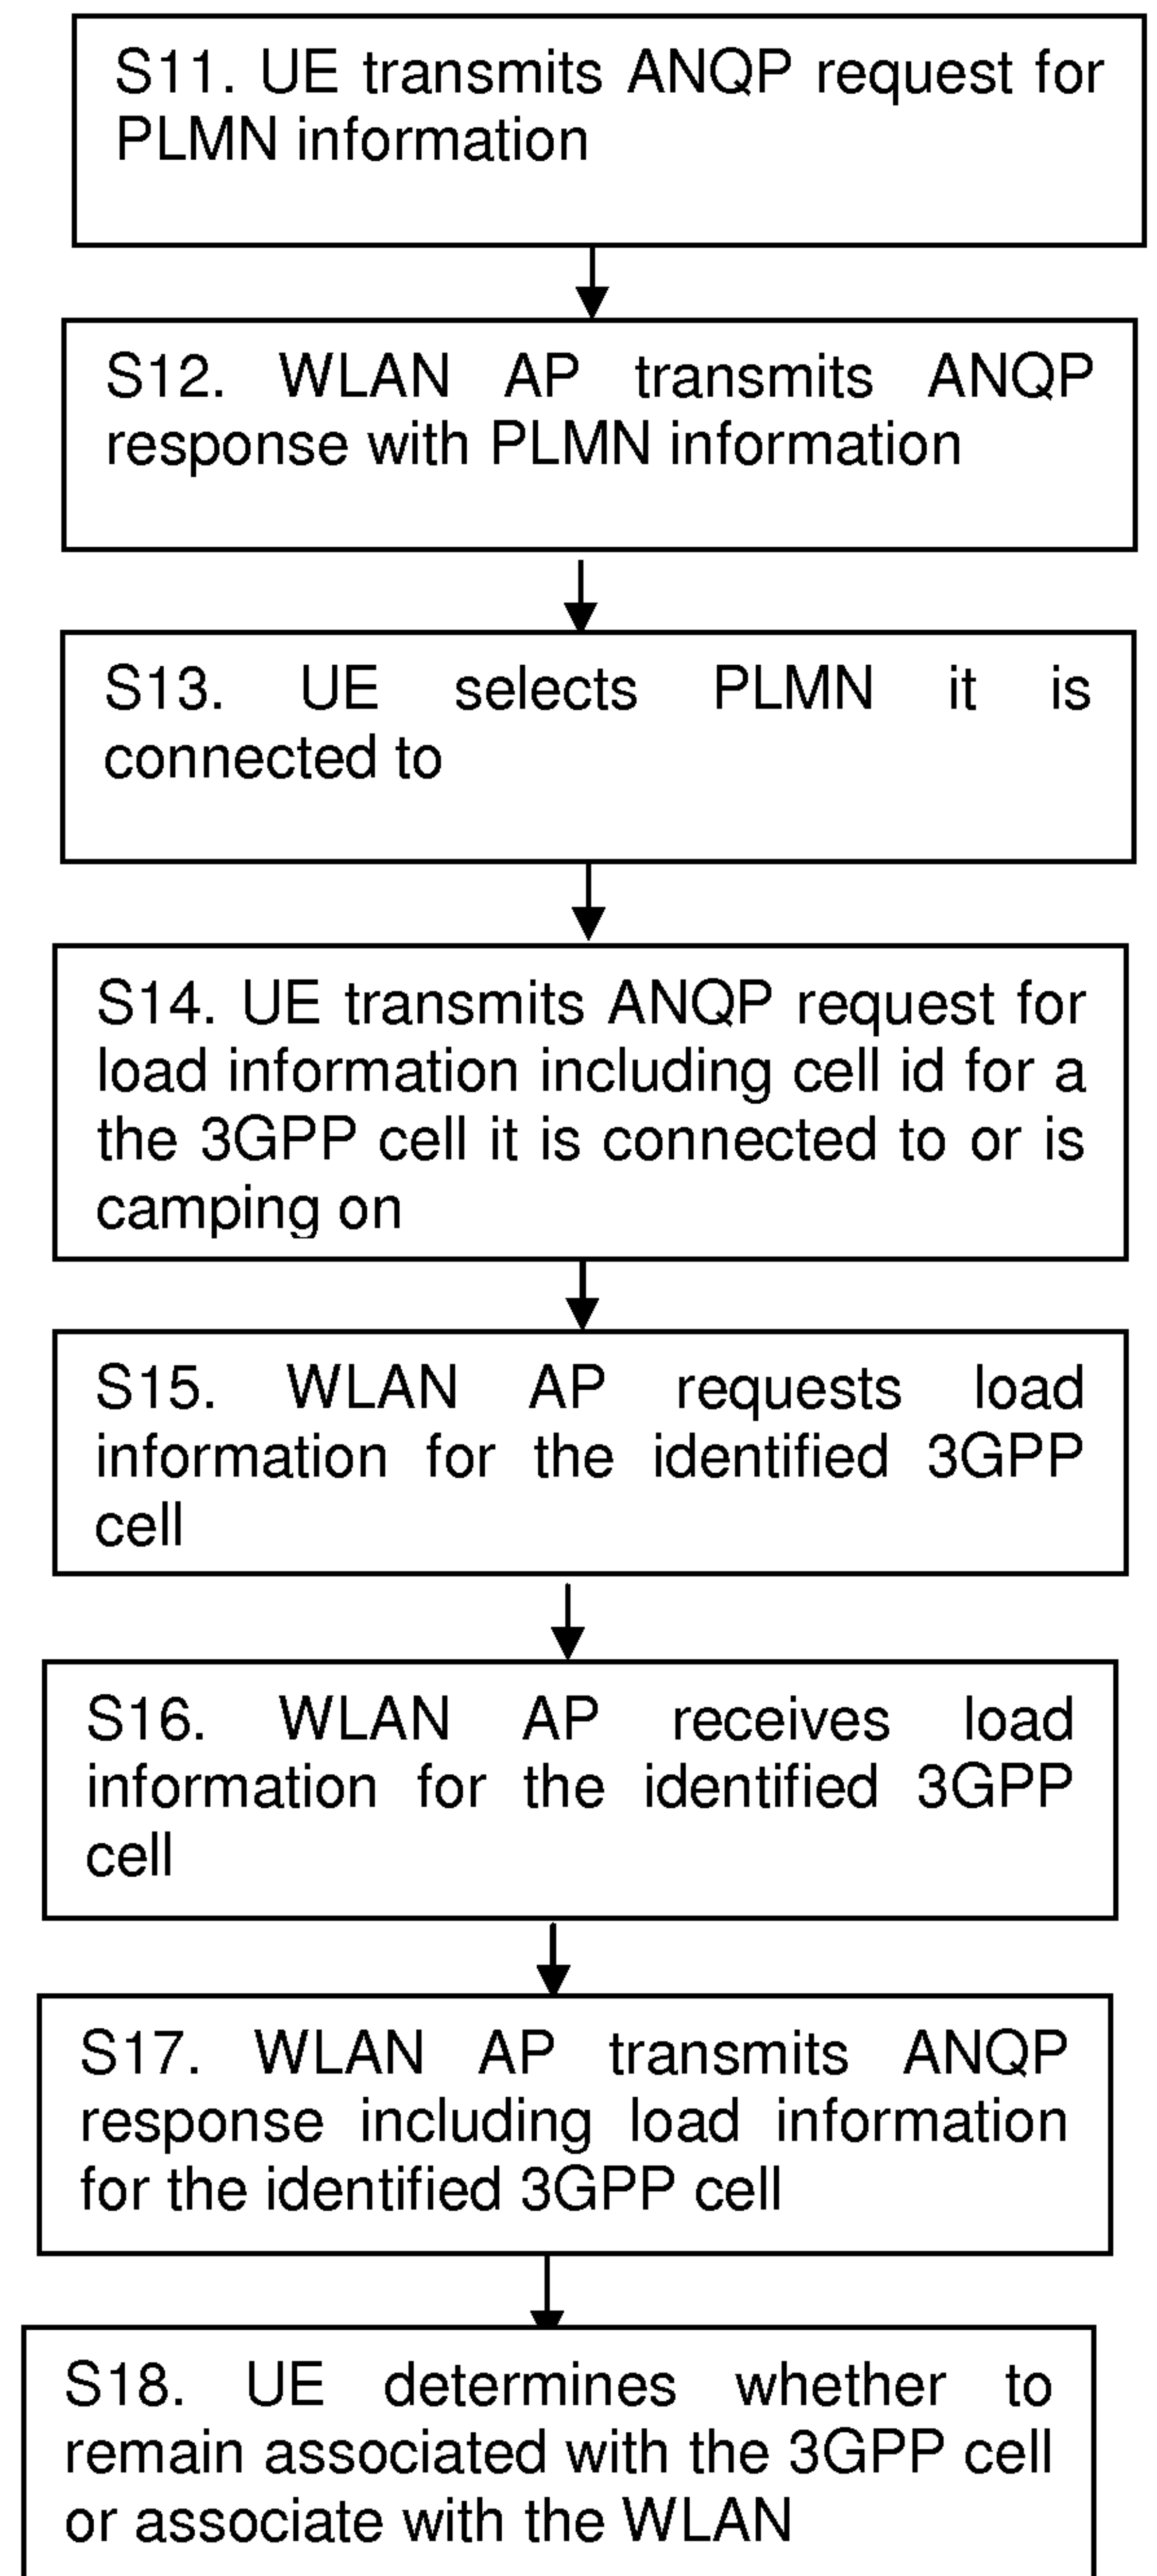 S11. UE transmits ANQP request for
PLMN information
S12. WLAN AP transmits ANQP
response with PLMN information
S13. UE selects PLMN it is
connected to
S14. UE transmits ANQP request for
load information including cell id for a
the 3GPP cell it is connected to or is
camping on
S15. WLAN AP requests load
information for the identified 3GPP
cell
S16. WLAN AP receives load
information for the identified 3GPP
cell
S17. WLAN AP transmits ANQP
response including load information
for the identified 3GPP cell
S18. UE determines whether to
remain associated with the 3GPP cell
or associate with the WLAN